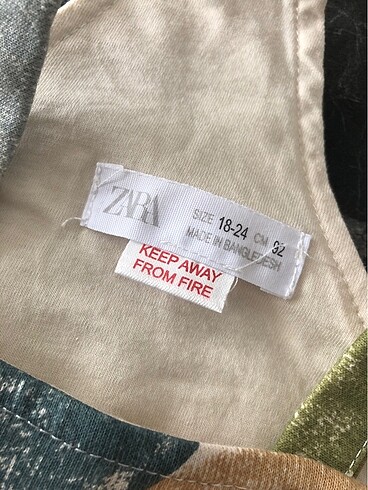 ZARA
SIZE 18-24 CM 92
MADE IN BANGLADESH
KEEP AWAY
FROM FIRE